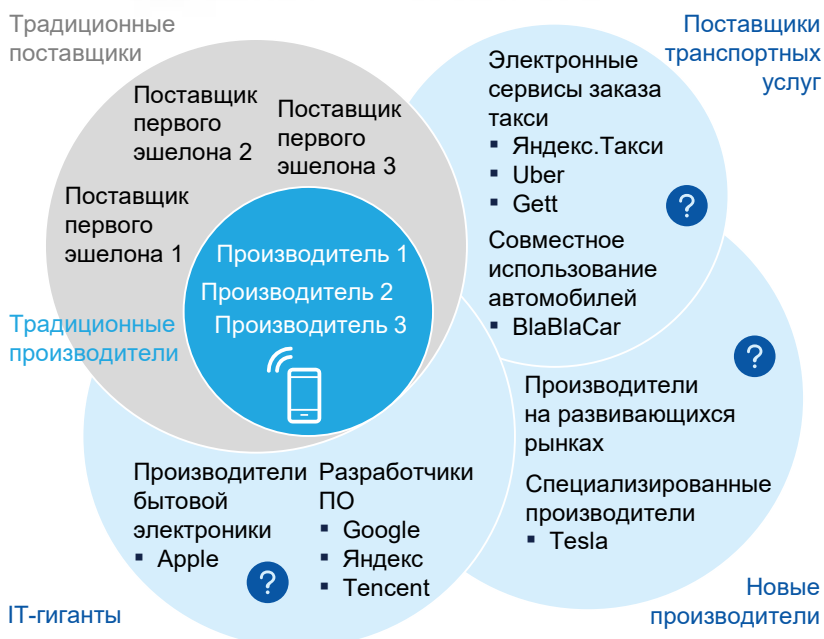 Традиционные
поставщики
Поставщики
транспортных
услуг
Поставщик
первого
эшелона 2
Поставщик
первого
эшелона 3
Поставщик
первого
эшелона 1
Электронные
сервисы заказа
такси
▪ Яндекс.Такси
▪ Uber
▪ Gett
?
Совместное
использование
автомобилей
▪ BlaBlaCar
Производитель 1
Производитель 2
Производитель 3
Традиционные
производители
?
Производители
на развивающихся
рынках
Специализированные
производители
▪ Tesla
Производители
бытовой
электроники
▪ Apple
?
Разработчики
ПО
▪ Google
▪ Яндекс
▪ Tencent
IT-гиганты
Новые
производители